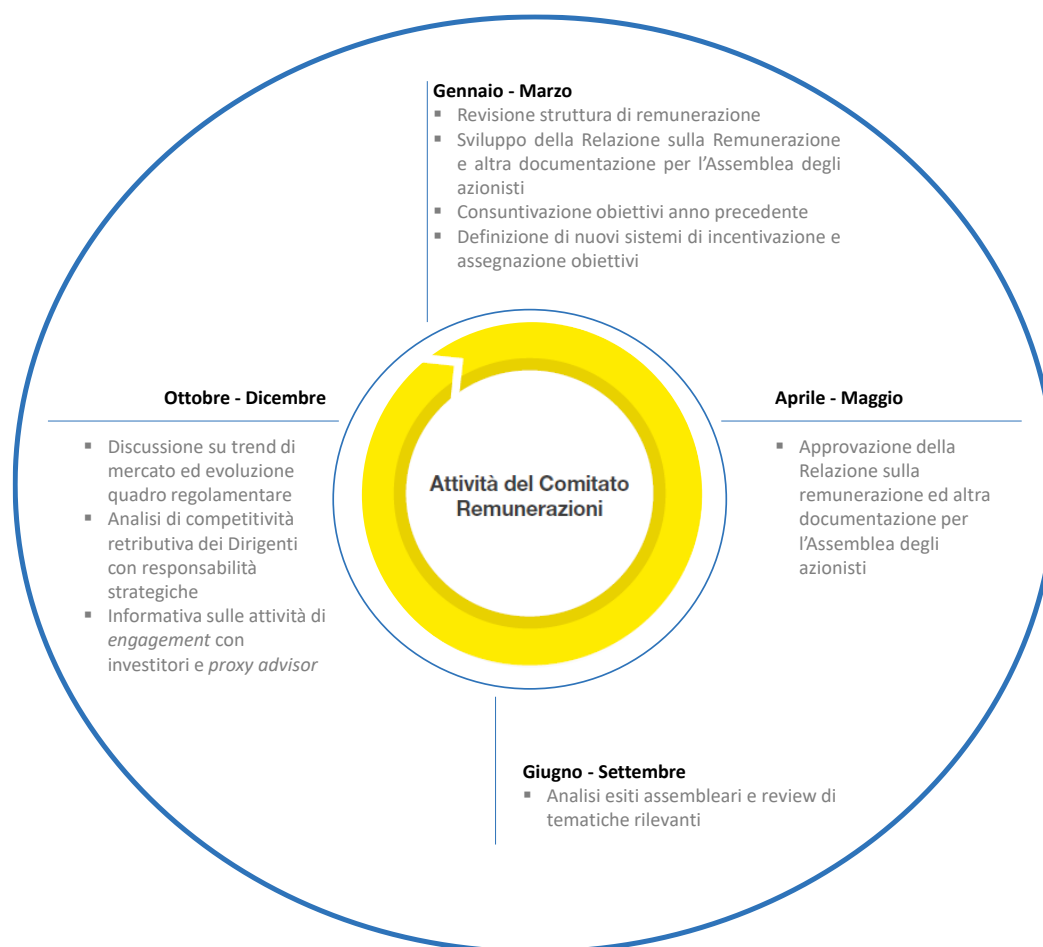 Gennaio - Marzo
▪ Revisione struttura di remunerazione
▪ Sviluppo della Relazione sulla Remunerazione
e altra documentazione per l'Assemblea degli
azionisti
▪ Consuntivazione obiettivi anno precedente
▪ Definizione di nuovi sistemi di incentivazione e
assegnazione obiettivi
Aprile - Maggio
▪ Approvazione della
Relazione sulla
remunerazione ed altra
documentazione per
l'Assemblea degli
azionisti
Giugno - Settembre
▪ Analisi esiti assembleari e review di
tematiche rilevanti
Ottobre - Dicembre
▪ Discussione su trend di
mercato ed evoluzione
quadro regolamentare
▪ Analisi di competitività
retributiva dei Dirigenti
con responsabilità
strategiche
▪ Informativa sulle attività di
engagement con
investitori e proxy advisor
Attività del Comitato
Remunerazioni